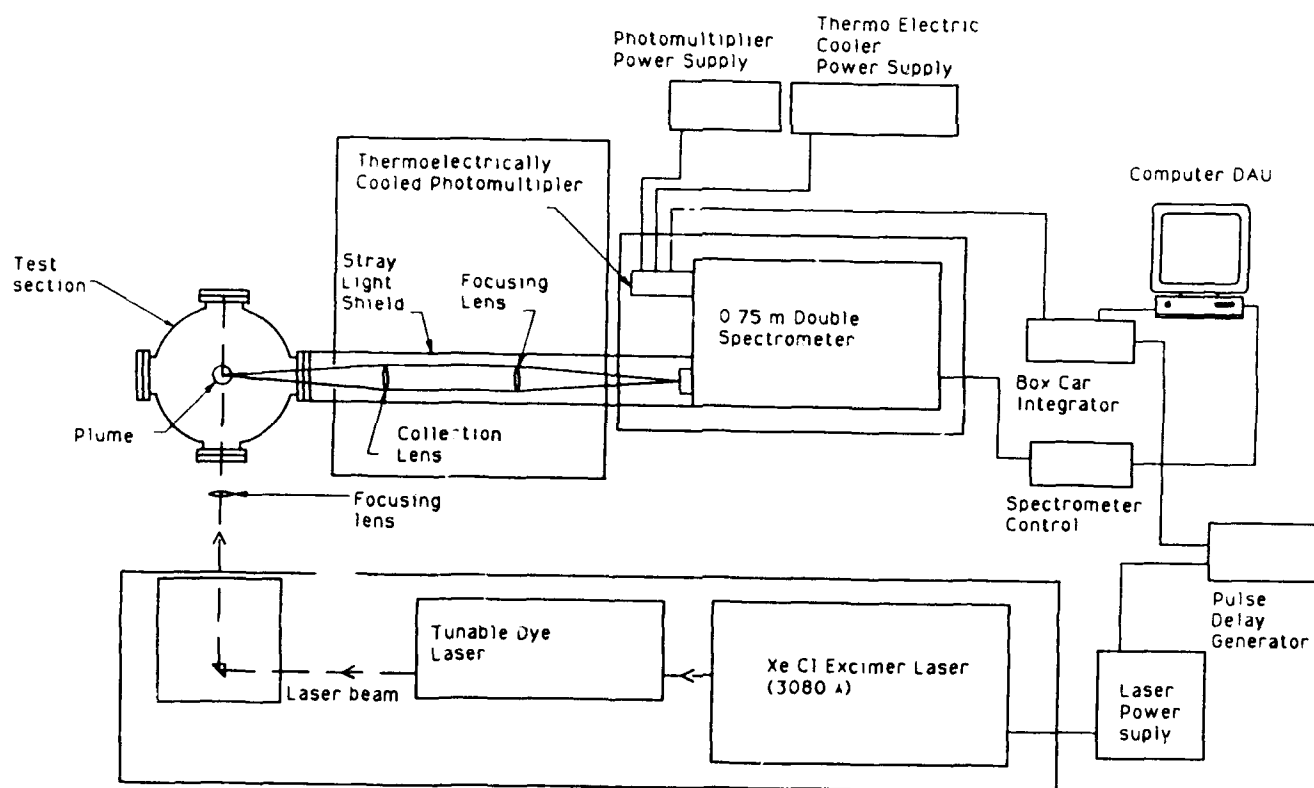 Thermo Electric
Cooler
Power Supply
Photomultiplier
Power Supply
Thermoelectrically
Cooled Photomultipler
Computer DAU
Test
section
Stray
Light
Shield
Focusing
Lens
0 75 m Double
Spectrometer
Box Car
Integrator
Plume
Collection
Lens
Focusing
lens
Spectrometer
Control
Pulse
Delay
Generator
Tunable Dye
Laser
Laser beam
Xe Cl Excimer Laser
(3080 A)
Laser
Power
suply